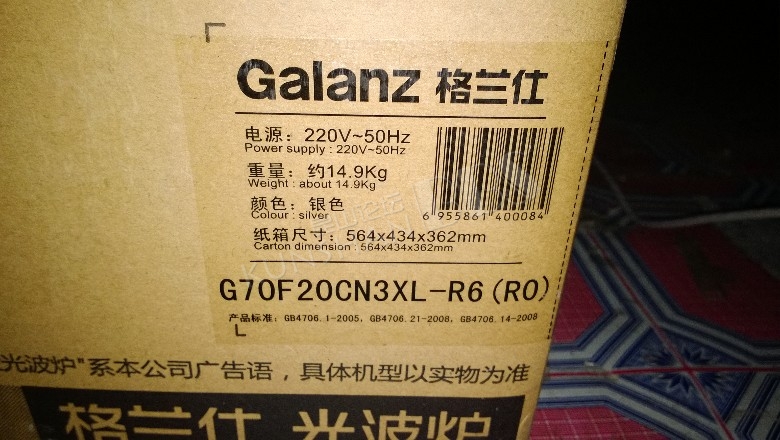 Galanz 格兰仕
电源：220V~50Hz
Power supply : 220V~50Hz
重量：约14.9Kg
Weight : about 14.9Kg
颜色：银色
Colour : silver
6 955861 400084
纸箱尺寸：564x434x362mm
Carton dimension : 564x434x362mm
G70F20CN3XL-R6(R0)
产品标准：GB4706.1-2005，GB4706.21-2008，GB4706.14-2008
光波炉"系本公司广告语，具体机型以实物为准
格兰仕 光波炉